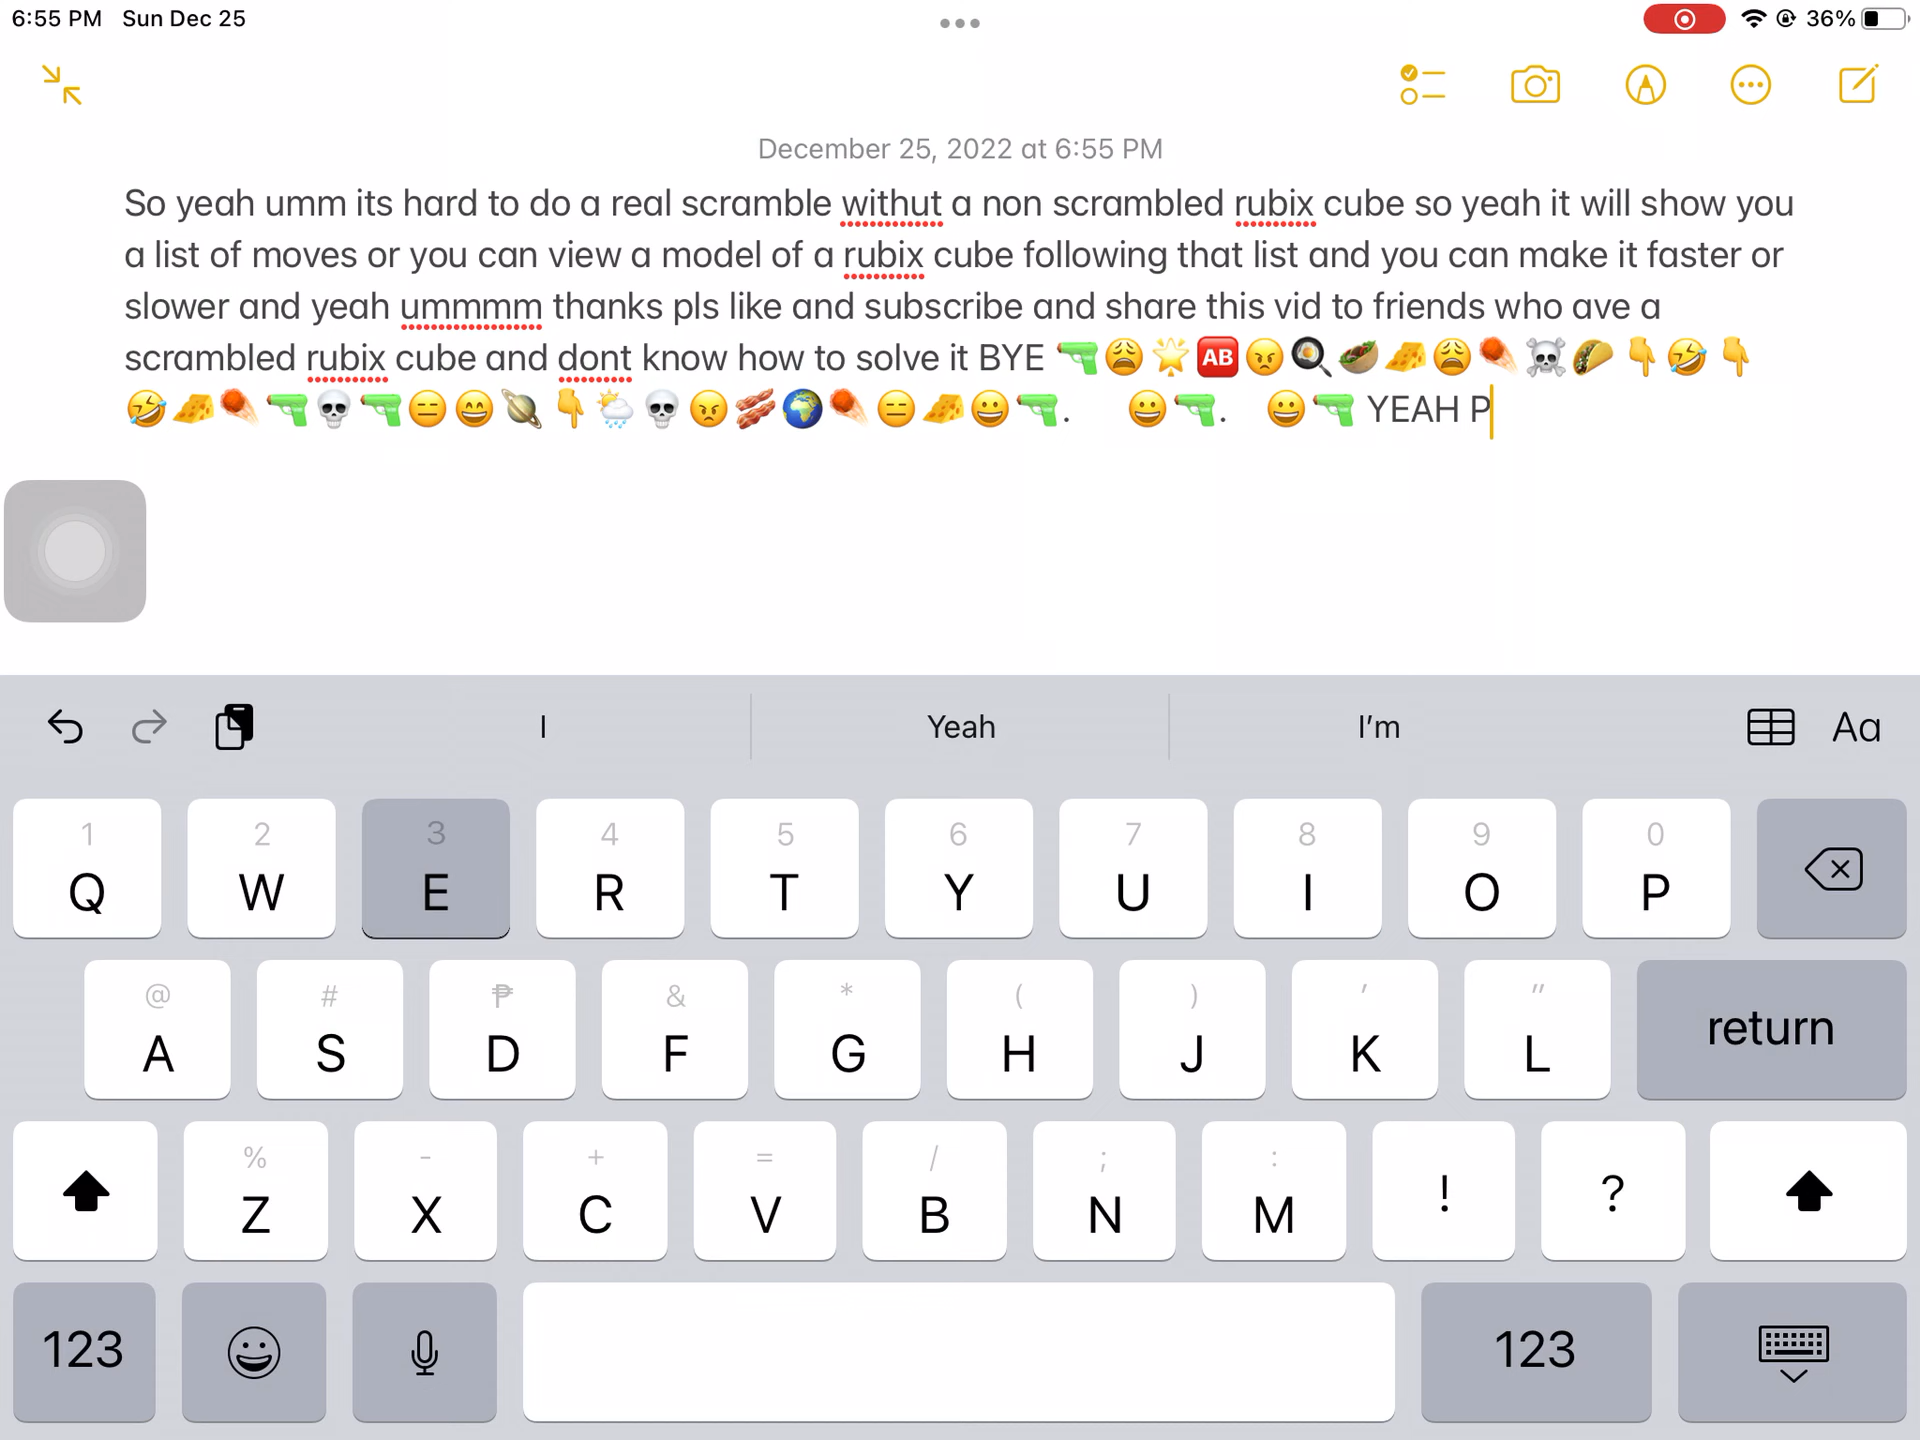 6:55 PM Sun Dec 25 36%
December 25, 2022 at 6:55 PM
So yeah umm its hard to do a real scramble withut a non scrambled rubix cube so yeah it will show you
a list of moves or you can view a model of a rubix cube following that list and you can make it faster or
slower and yeah ummmm thanks pls like and subscribe and share this vid to friends who ave a
scrambled rubix cube and dont know how to solve it BYE 🔫😩🌟🆎😠🍳🥙🧀😩☄️☠️🌮👇🤣👇
🤣🧀☄️🔫💀🔫😑😄🪐👇🌦️💀😠🥓🌍☄️😑🧀😀🔫. 😀🔫. 😀🔫 YEAH P
I Yeah I’m Aa
1 2 3 4 5 6 7 8 9 0
Q W E R T Y U I O P
@ # ₱ & * ( ) ' "
A S D F G H J K L return
% - + = / ; :
Z X C V B N M ! ?
123 123